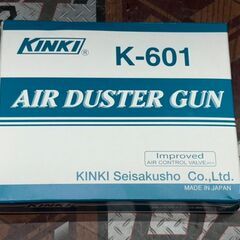 KINKI ®
K-601
AIR DUSTER GUN
Improved
AIR CONTROL VALVE
KINKI Seisakusho Co.,Ltd.
MADE IN JAPAN